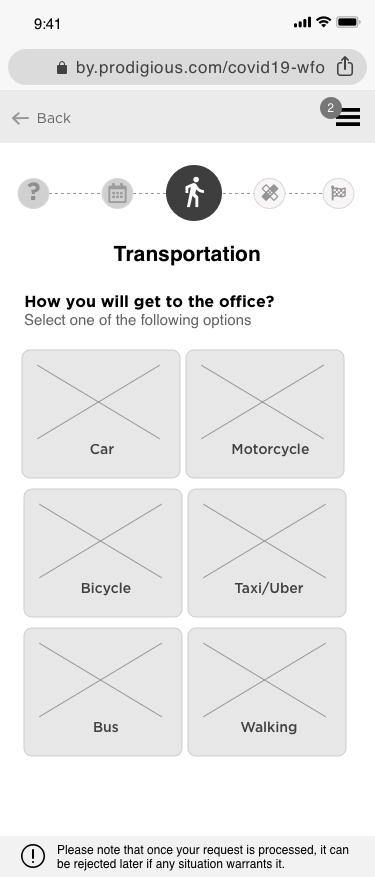 9:41
by.prodigious.com/covid19-wfo
2
Back
?
Transportation
How you will get to the office?
Select one of the following options
Car
Motorcycle
Bicycle
Taxi/Uber
Bus
Walking
Please note that once your request is processed, it can
be rejected later if any situation warrants it.